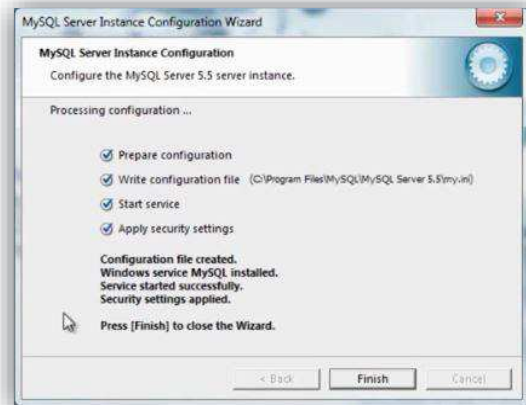 MySQL Server Instance Configuration Wizard
MySQL Server Instance Configuration
Configure the MySQL Server 5.5 server instance.
Processing configuration ...
Prepare configuration
Write configuration file (C:\Program Files\MySQL\MySQL Server 5.5\my.ini)
Start service
Apply security settings
Configuration file created.
Windows service MySQL installed.
Service started successfully.
Security settings applied.
Press [Finish] to close the Wizard.
< Back Finish Cancel